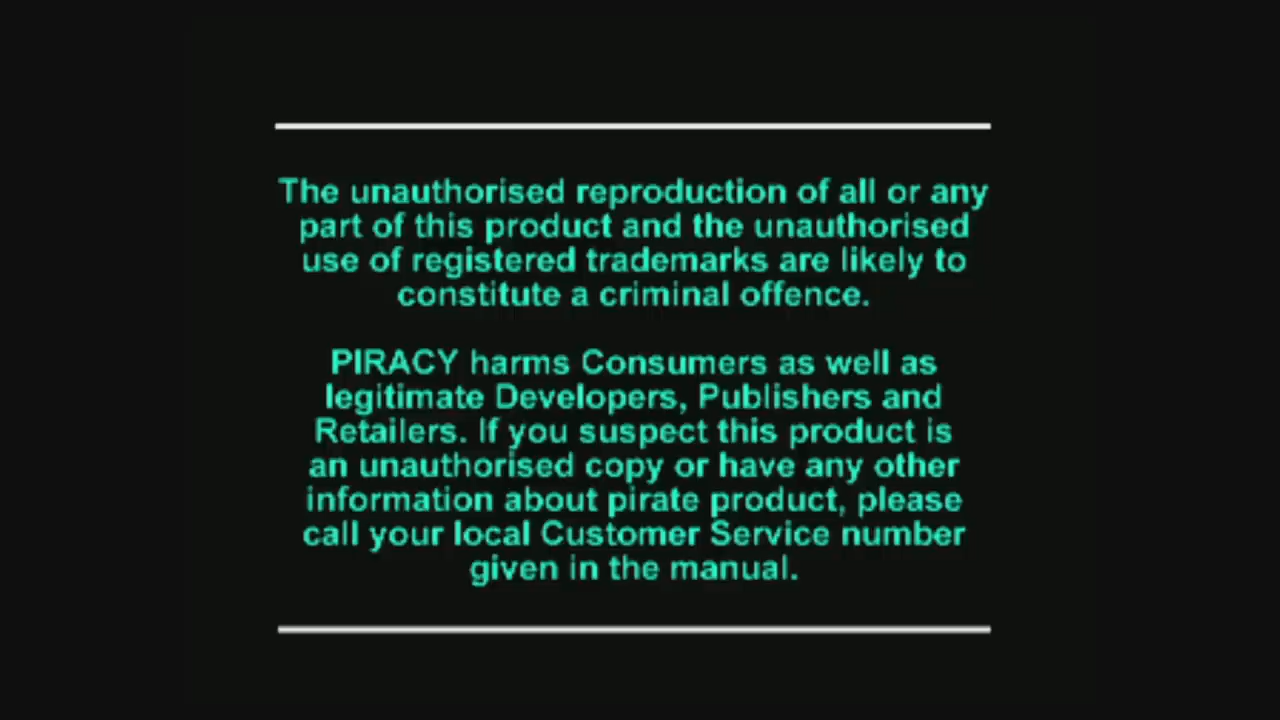 The unauthorised reproduction of all or any
part of this product and the unauthorised
use of registered trademarks are likely to
constitute a criminal offence.
PIRACY harms Consumers as well as
legitimate Developers, Publishers and
Retailers. If you suspect this product is
an unauthorised copy or have any other
information about pirate product, please
call your local Customer Service number
given in the manual.